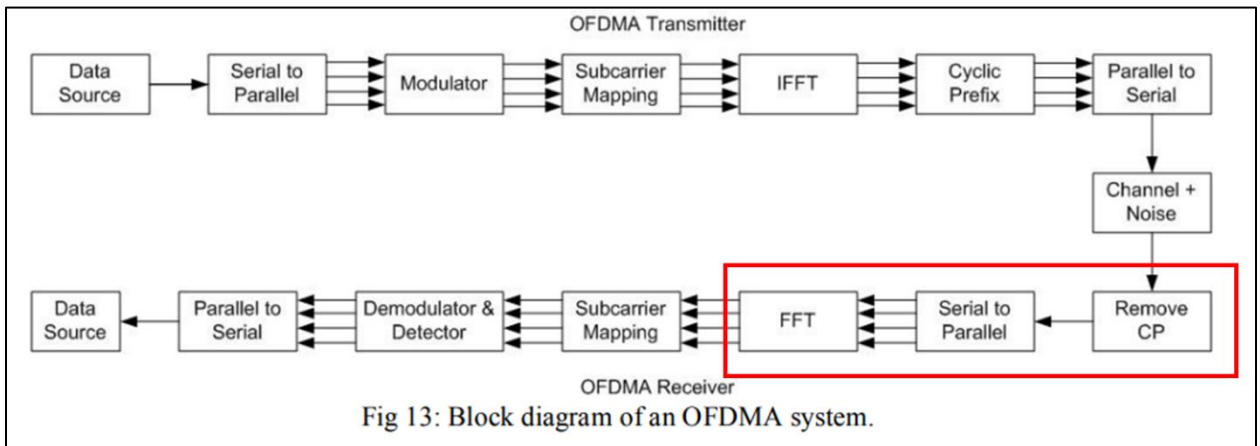 OFDMA Transmitter
Data
Source
Serial to
Parallel
Modulator
Subcarrier
Mapping
IFFT
Cyclic
Prefix
Parallel to
Serial
Channel +
Noise
Data
Source
Parallel to
Serial
Demodulator &
Detector
Subcarrier
Mapping
FFT
Serial to
Parallel
Remove
CP
OFDMA Receiver
Fig 13: Block diagram of an OFDMA system.